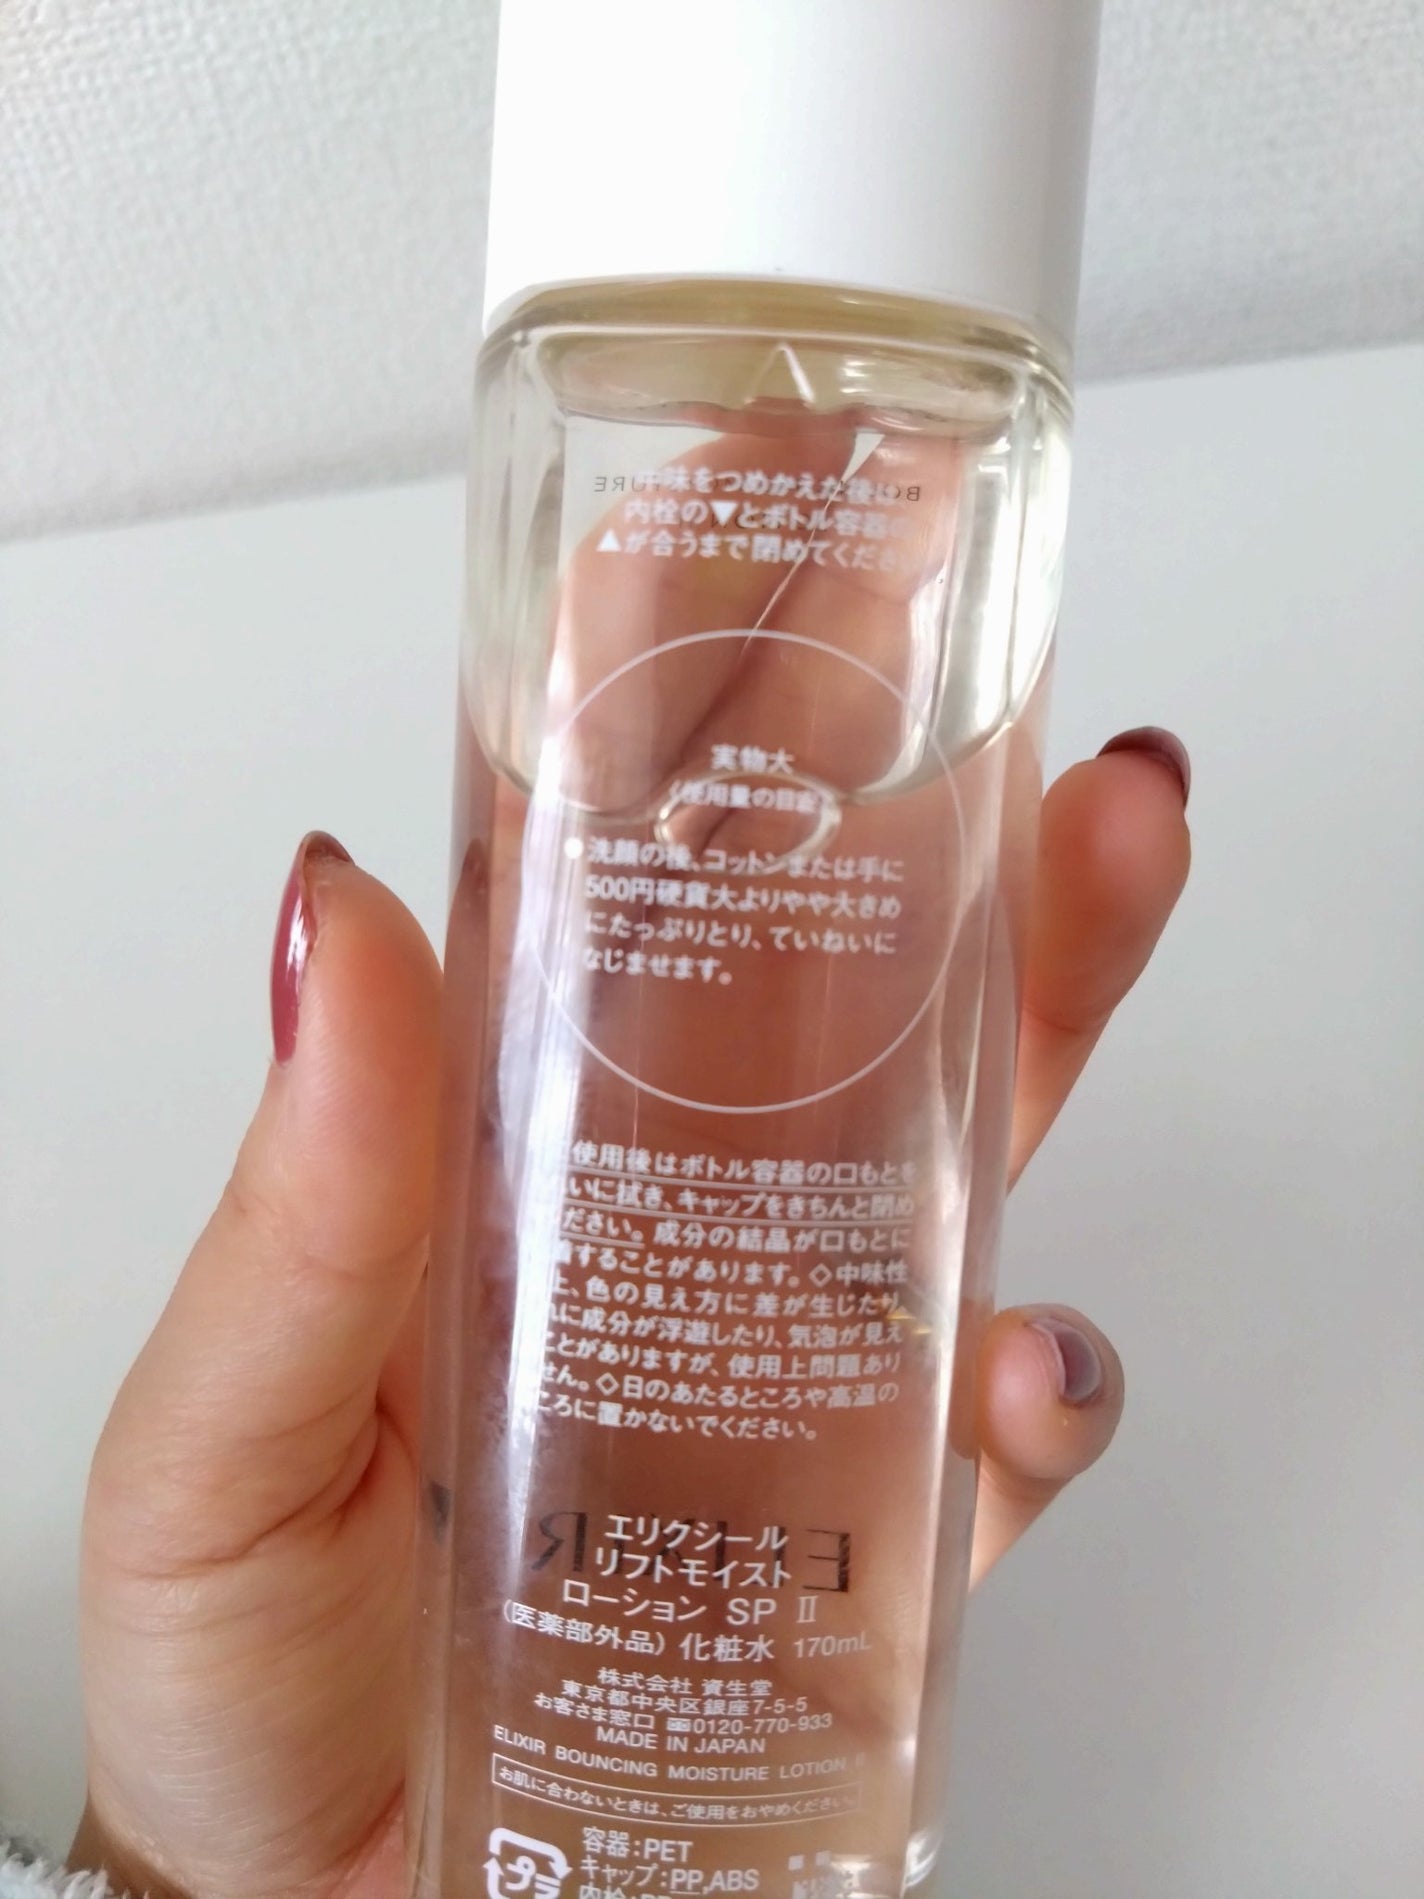 味をつめかえた後は
内栓の▼とボトル容器の
▲が合うまで閉めてくださ
実物大
〈使用量の目安〉
●洗顔の後、コットンまたは手に
500円硬貨大よりやや大きめ
にたっぷりとり、ていねいに
なじませます。
使用後はボトル容器の口もとを
いに拭き、キャップをきちんと閉め
ださい。成分の結晶が口もとに
することがあります。◇中味性
上、色の見え方に差が生じたり、
に成分が浮遊したり、気泡が見え
ことがありますが、使用上問題あり
せん。◇日のあたるところや高温の
ころに置かないでください。
ELIXIR
エリクシール
リフトモイスト
ローション SP Ⅱ
(医薬部外品) 化粧水 170mL
株式会社 資生堂
東京都中央区銀座7-5-5
お客さま窓口 0120-770-933
MADE IN JAPAN
ELIXIR BOUNCING MOISTURE LOTION II
お肌に合わないときは、ご使用をおやめください。
容器:PET
キャップ:PP,ABS
内栓: